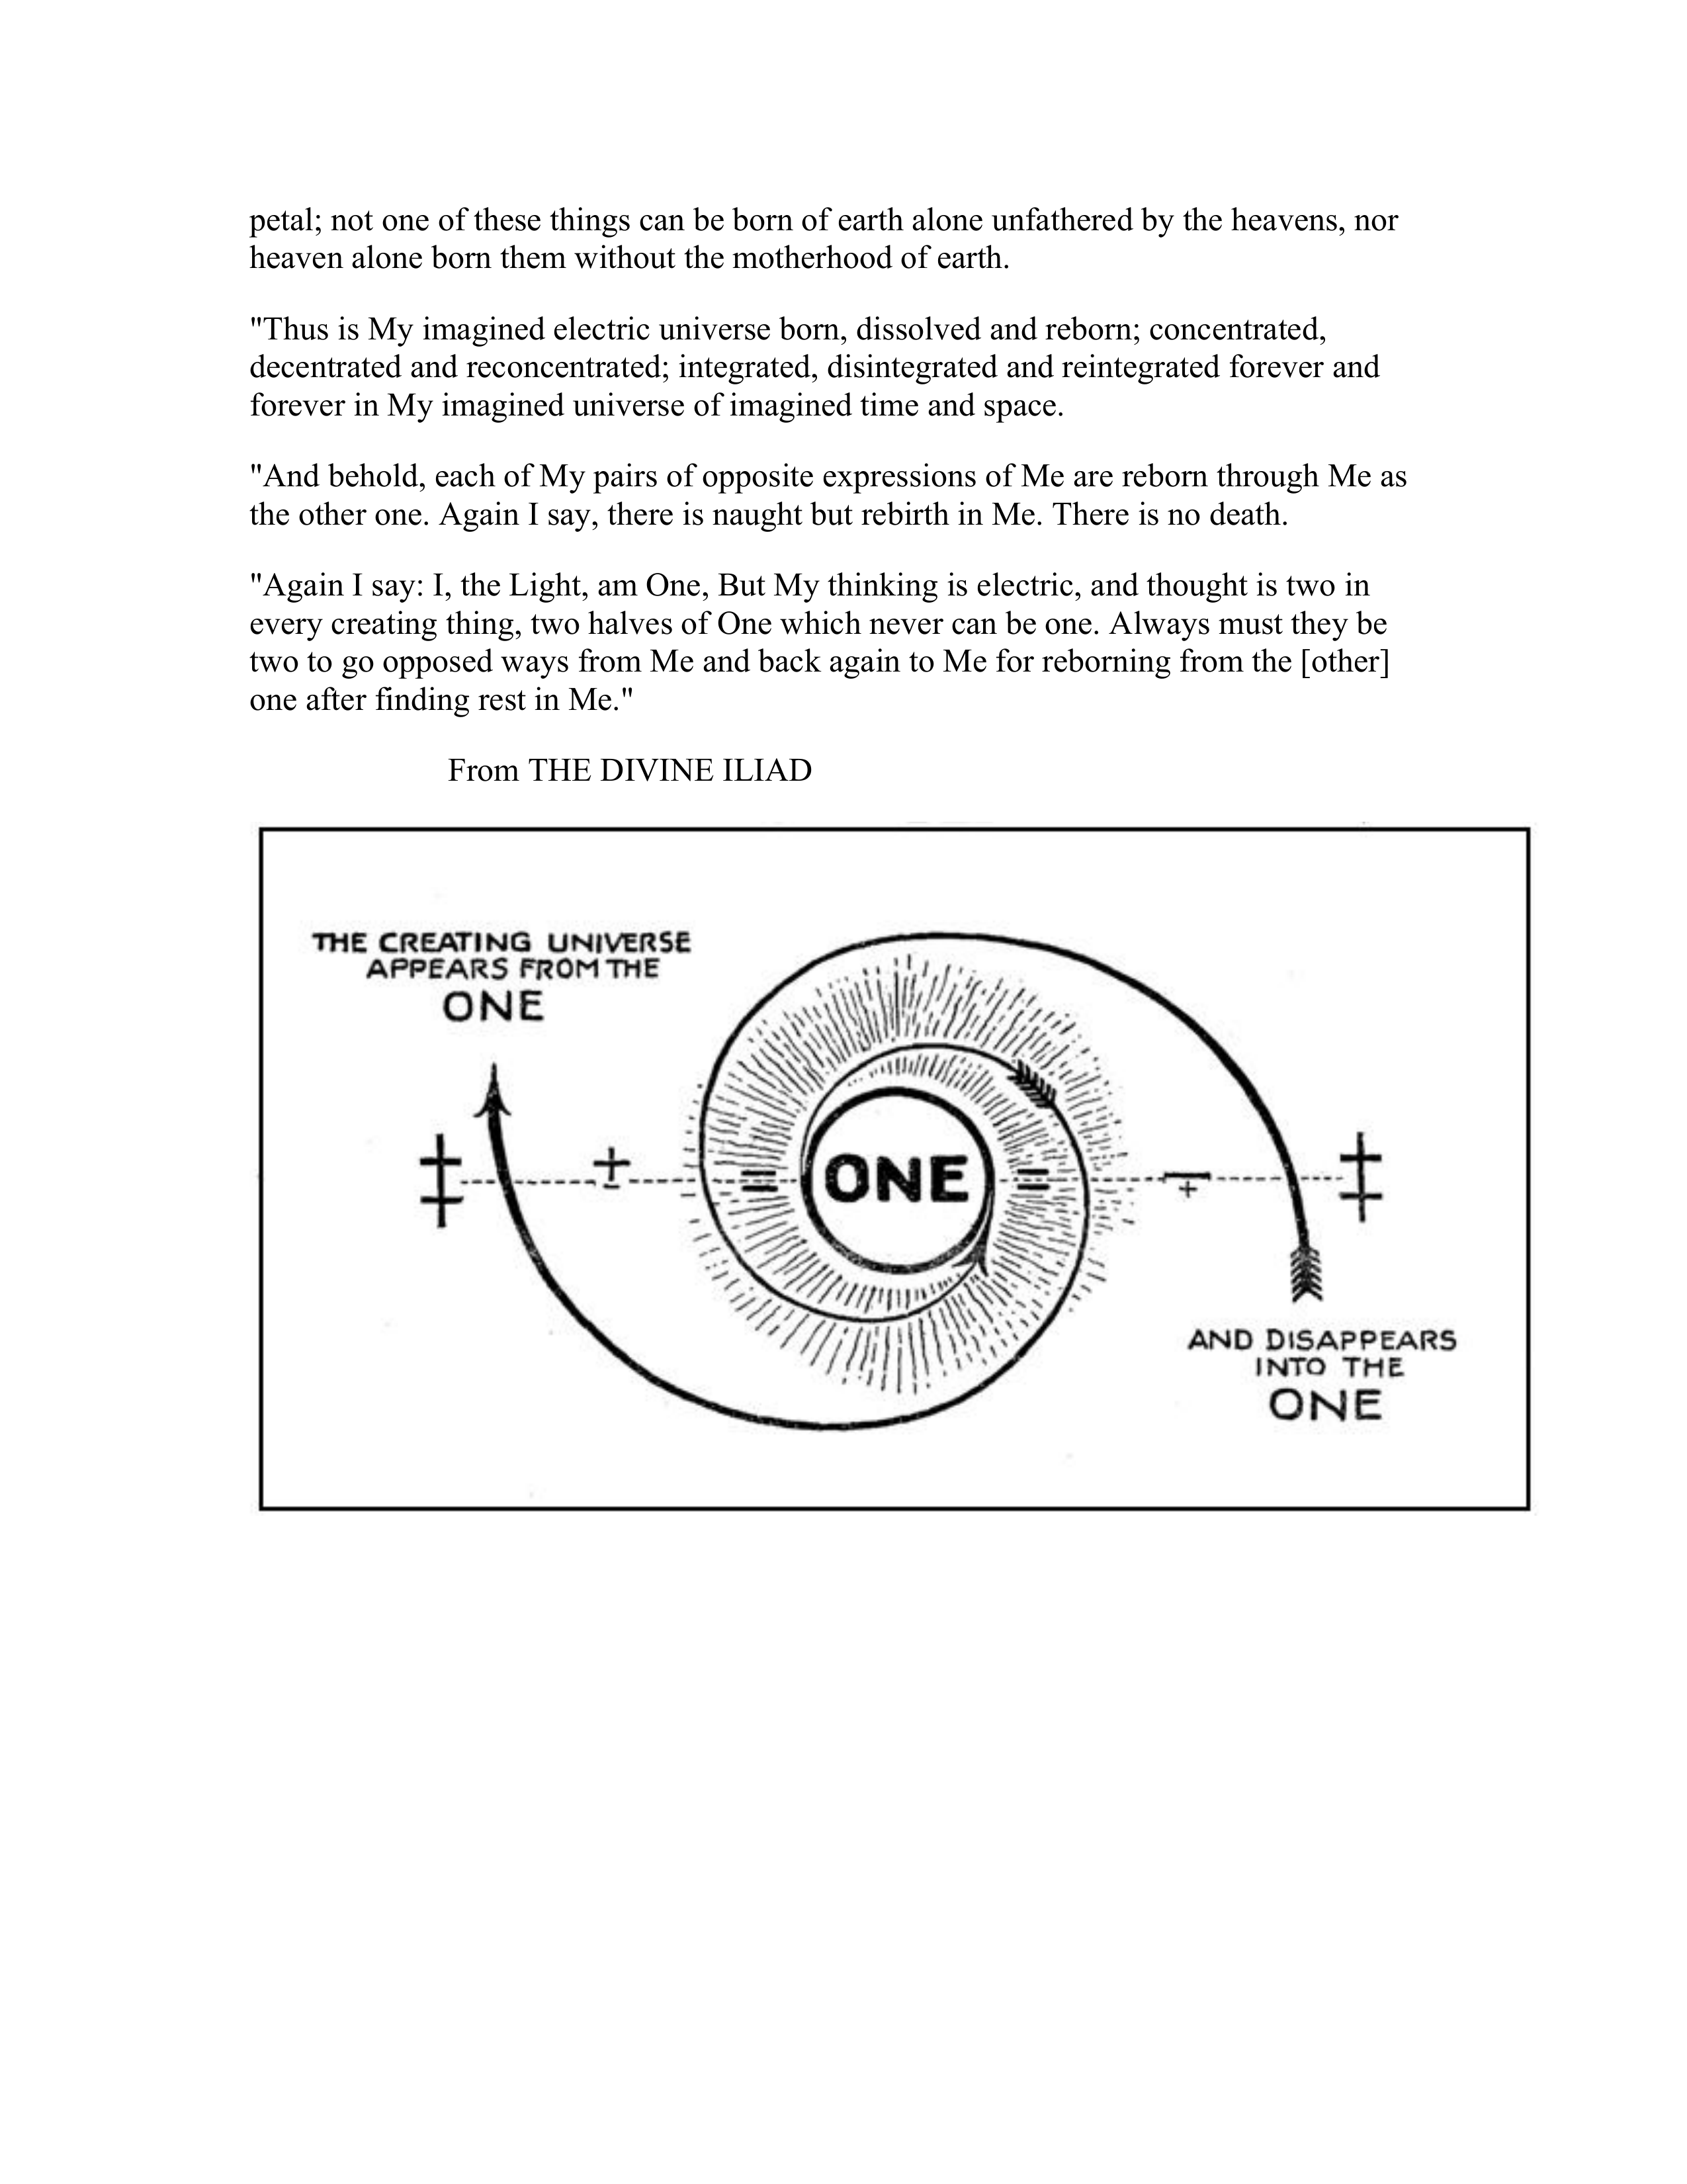 petal; not one of these things can be born of earth alone unfathered by the heavens, nor
heaven alone born them without the motherhood of earth.
"Thus is My imagined electric universe born, dissolved and reborn; concentrated,
decentrated and reconcentrated; integrated, disintegrated and reintegrated forever and
forever in My imagined universe of imagined time and space.
"And behold, each of My pairs of opposite expressions of Me are reborn through Me as
the other one. Again I say, there is naught but rebirth in Me. There is no death.
"Again I say: I, the Light, am One, But My thinking is electric, and thought is two in
every creating thing, two halves of One which never can be one. Always must they be
two to go opposed ways from Me and back again to Me for reborning from the [other]
one after finding rest in Me."
From THE DIVINE ILIAD
THE CREATING UNIVERSE
APPEARS FROM THE
ONE
‡ ± = ONE = ∓ ‡
AND DISAPPEARS
INTO THE
ONE